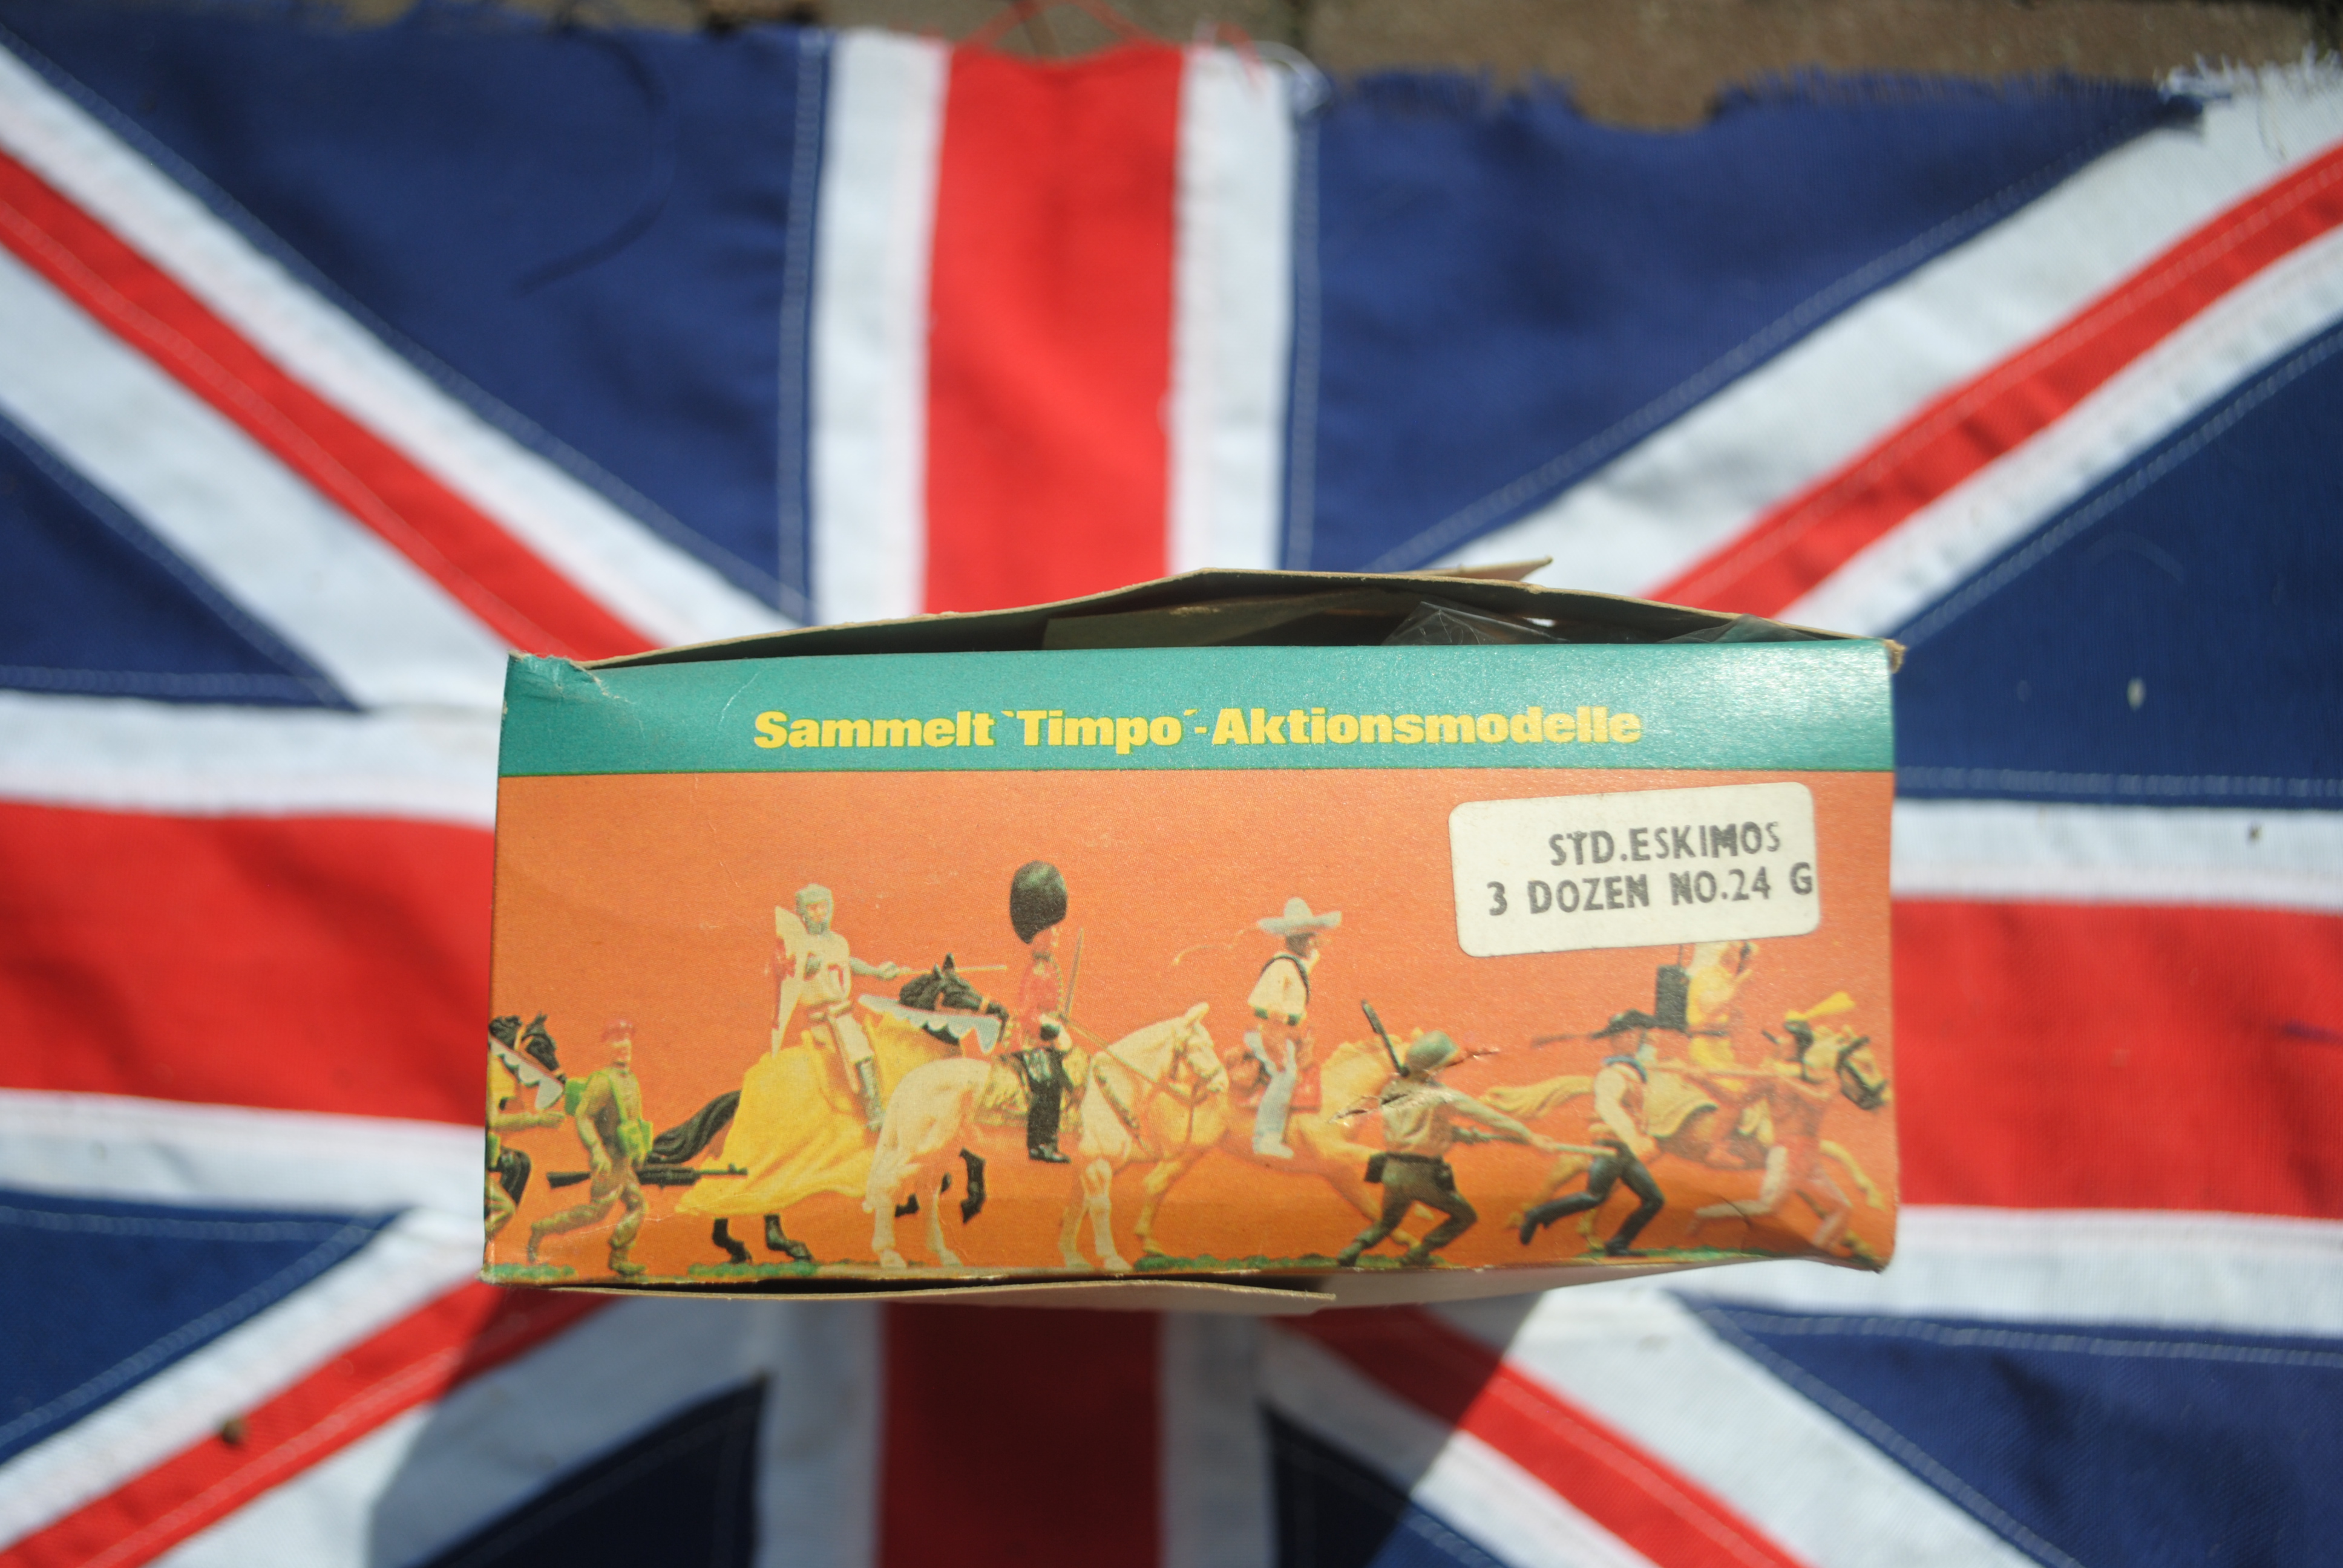 Sammelt `Timpo´-Aktionsmodelle
STD.ESKIMOS
3 DOZEN NO.24 G